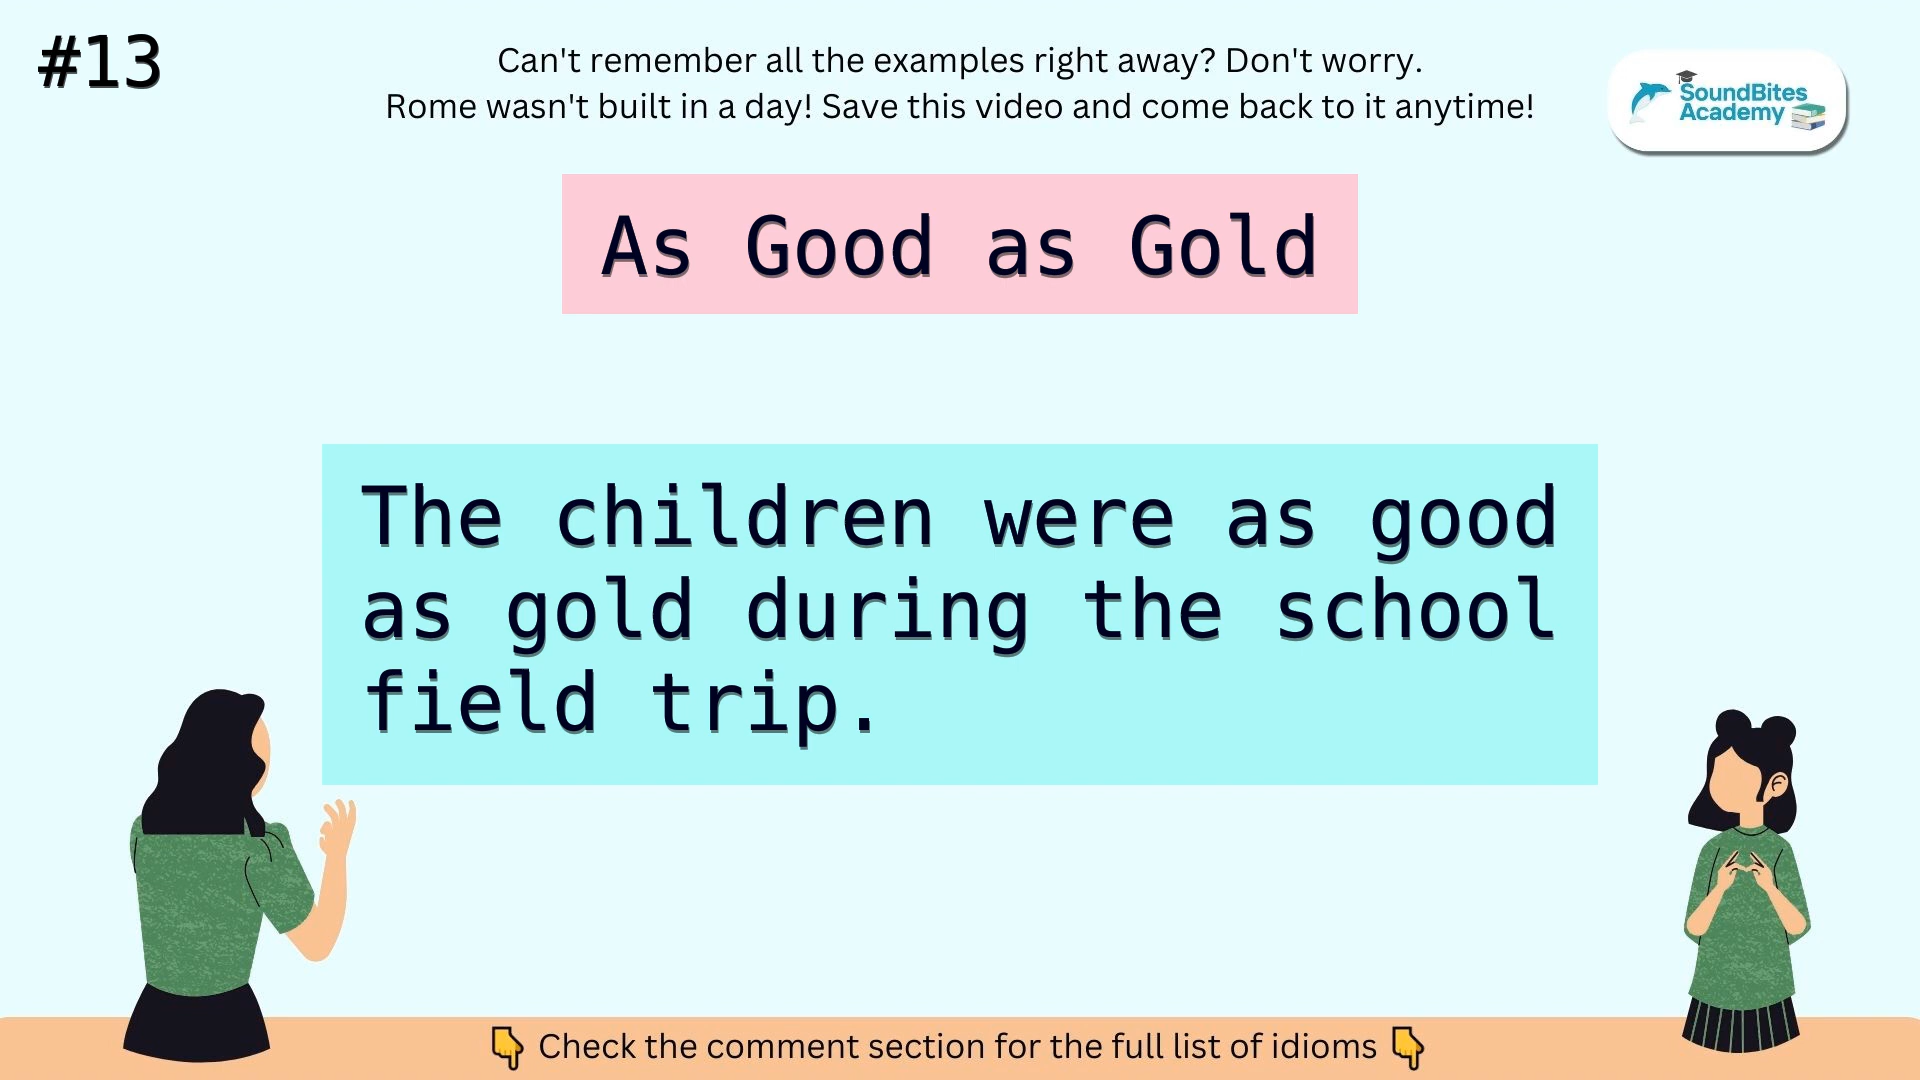 #13
Can't remember all the examples right away? Don't worry.
Rome wasn't built in a day! Save this video and come back to it anytime!
SoundBites
Academy
As Good as Gold
The children were as good
as gold during the school
field trip.
👇 Check the comment section for the full list of idioms 👇